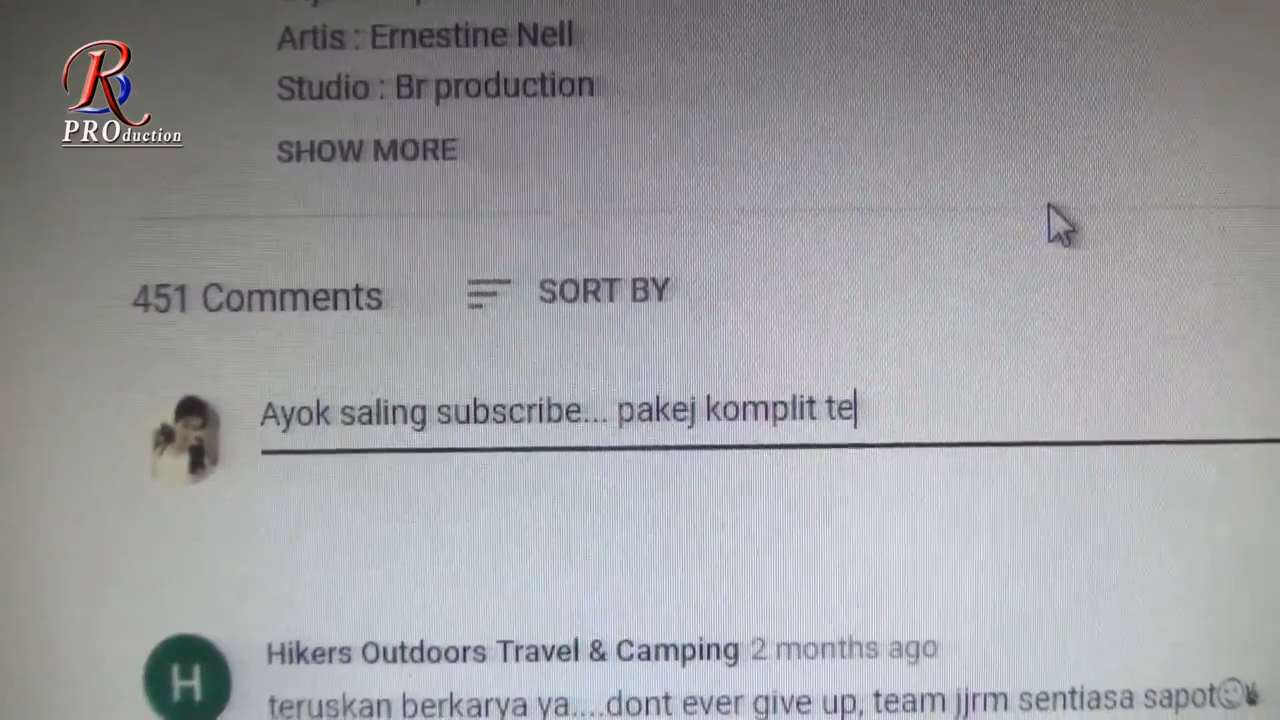 Artis : Ernestine Nell
Studio : Br production
SHOW MORE
RB
PROduction
451 Comments
SORT BY
Ayok saling subscribe... pakej komplit te
Hikers Outdoors Travel & Camping 2 months ago
H
teruskan berkarya ya....dont ever give up, team jjrm sentiasa sapot